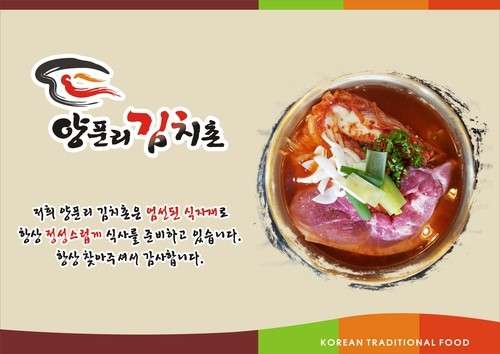 양푼리 김치촌
저희 양푼리 김치촌은 엄선된 식자재로
항상 정성스럽게 식사를 준비하고 있습니다.
항상 찾아주셔서 감사합니다.
KOREAN TRADITIONAL FOOD